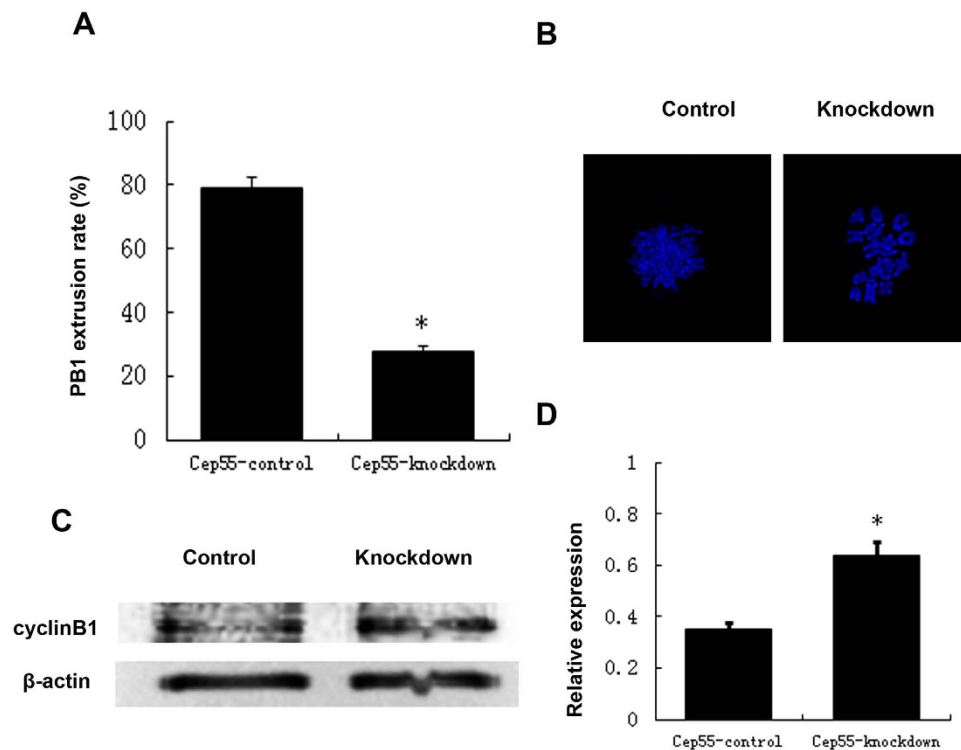 A
PB1 extrusion rate (%)
100
80
60
40
20
0
*
Cep55-control Cep55-knockdown
B
Control Knockdown
C
Control Knockdown
cyclinB1
β-actin
D
Relative expression
1
0.8
0.6
0.4
0.2
0
*
Cep55-control Cep55-knockdown